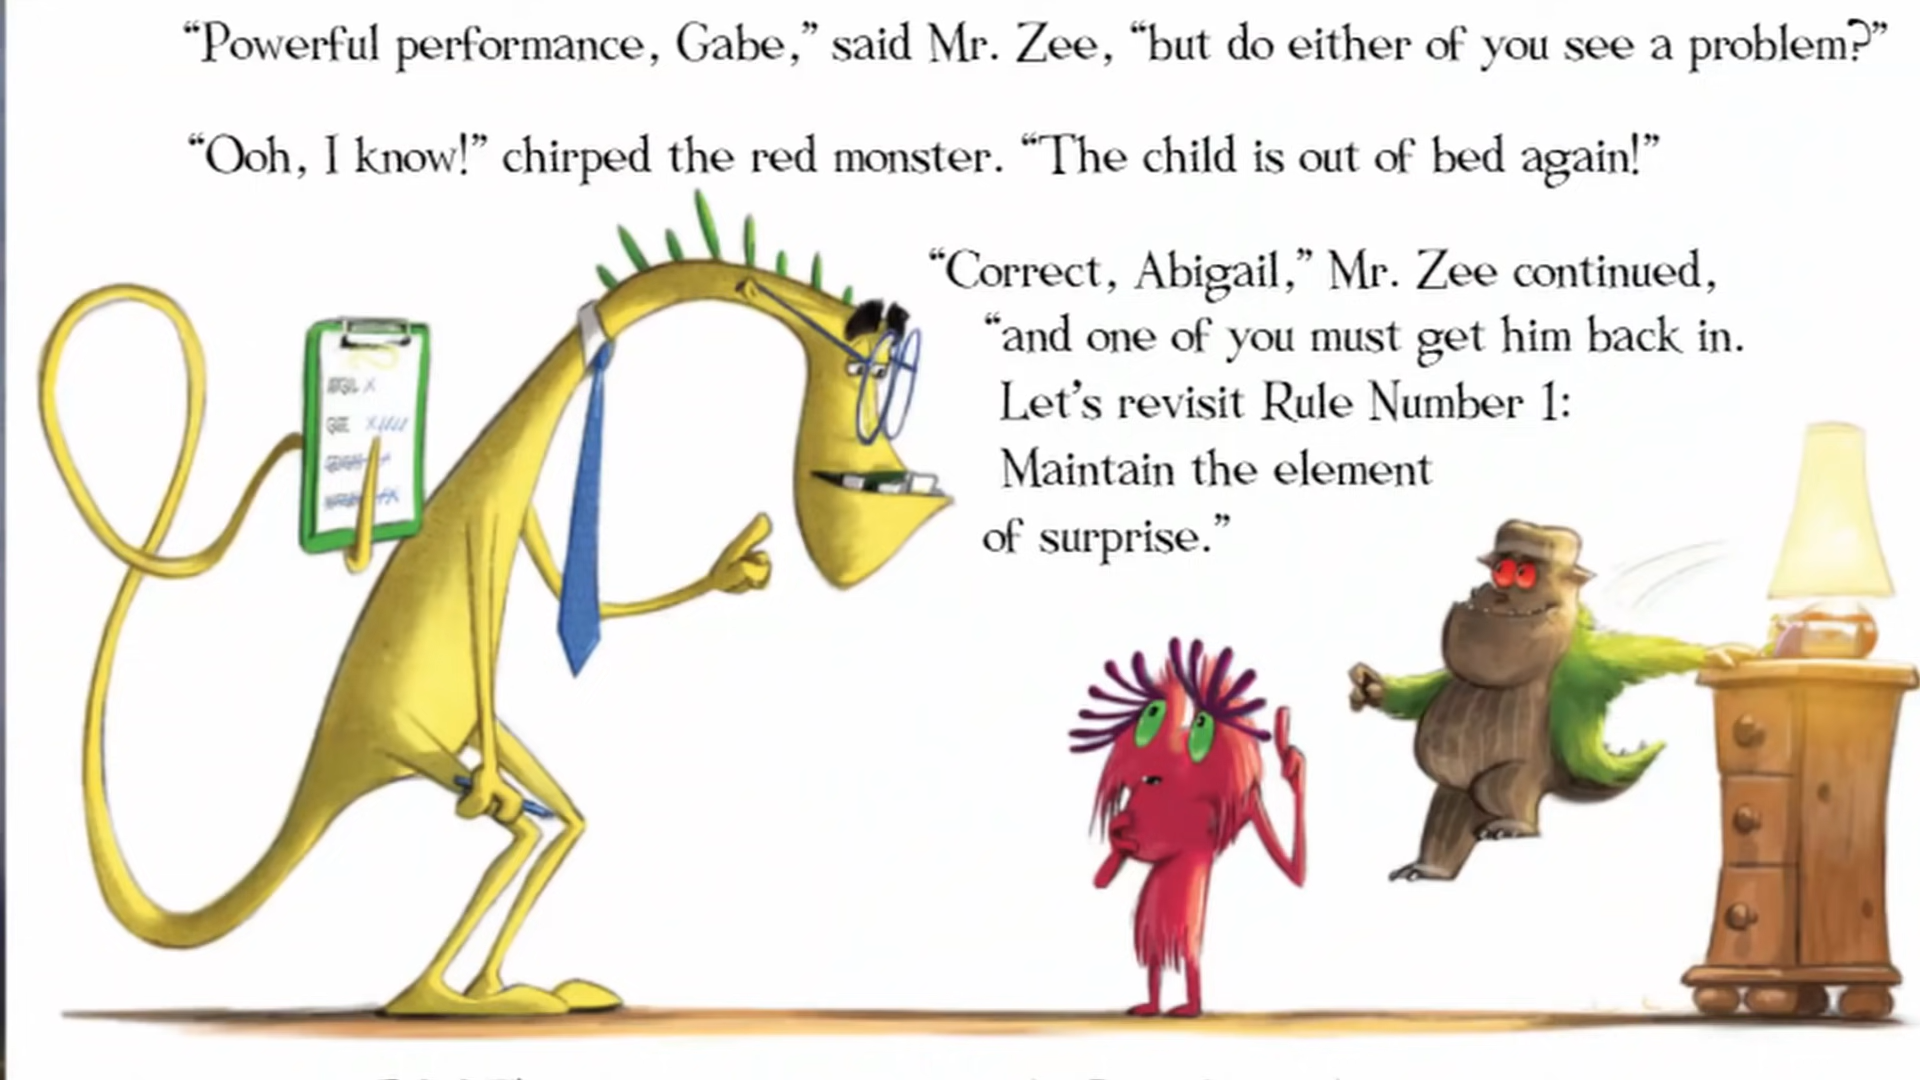 “Powerful performance, Gabe,” said Mr. Zee, “but do either of you see a problem?”
“Ooh, I know!” chirped the red monster. “The child is out of bed again!”
“Correct, Abigail,” Mr. Zee continued,
“and one of you must get him back in.
Let’s revisit Rule Number 1:
Maintain the element
of surprise.”